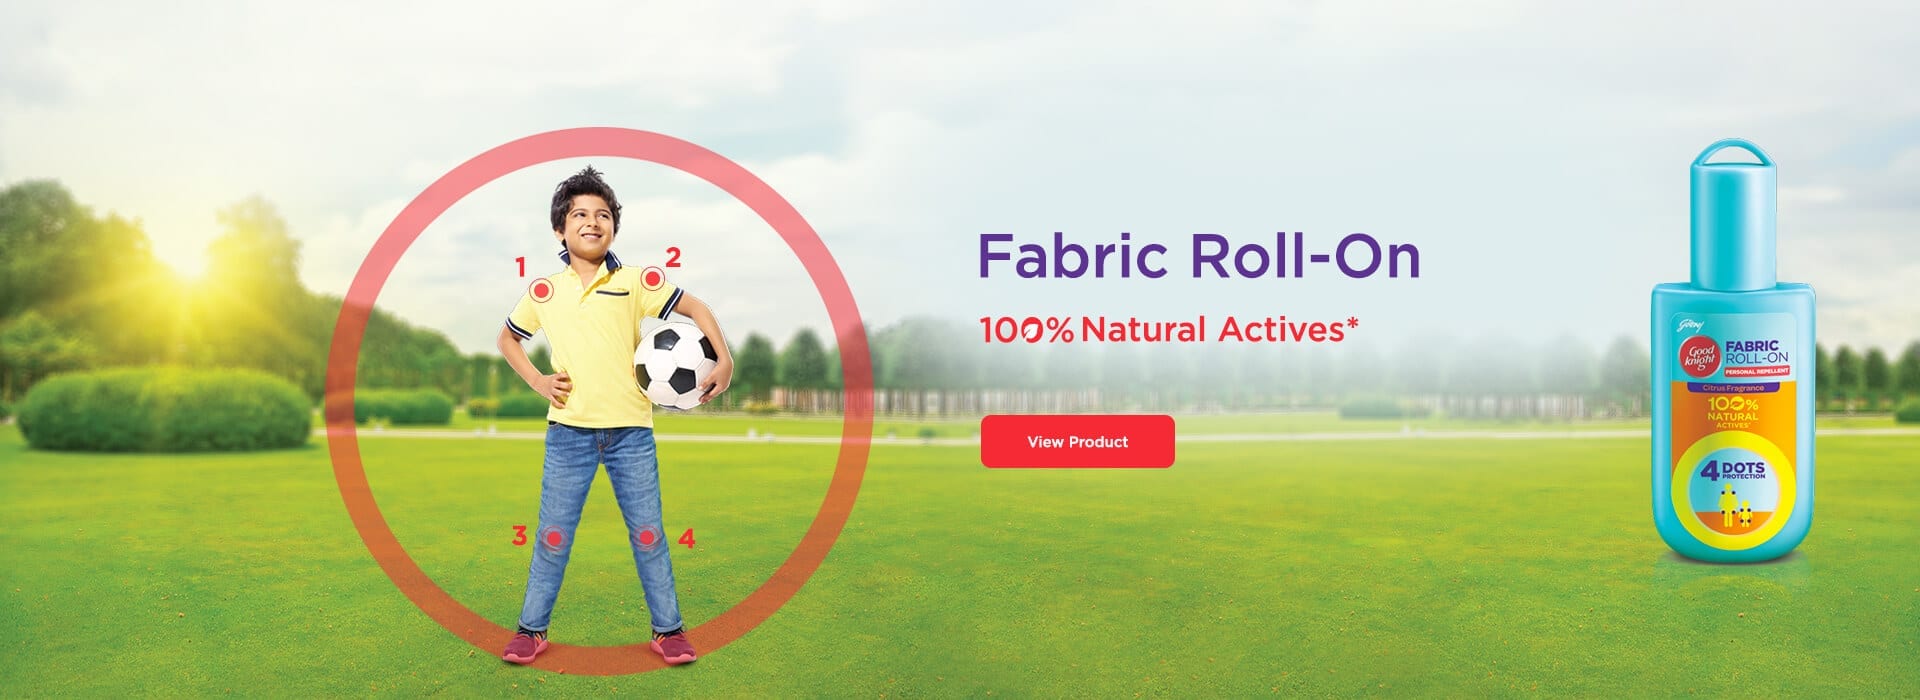 1
2
3
4
Fabric Roll-On
100% Natural Actives*
View Product
Godrej
Good
knight
FABRIC
ROLL-ON
PERSONAL REPELLENT
Citrus Fragrance
100%
NATURAL
ACTIVES*
4 DOTS
PROTECTION